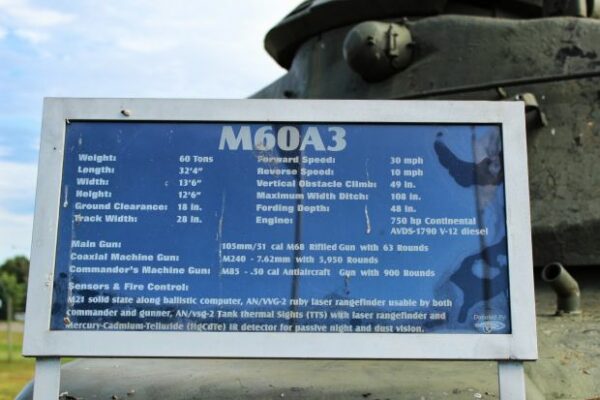 M60A3
Weight: 60 Tons Forward Speed: 30 mph
Length: 32'4" Reverse Speed: 10 mph
Width: 13'6" Vertical Obstacle Climb: 49 in.
Height: 12'6" Maximum Width Ditch: 108 in.
Ground Clearance: 18 in. Fording Depth: 48 in.
Track Width: 28 in. Engine: 750 hp Continental
AVDS-1790 V-12 diesel
Main Gun: 105mm/51 cal M68 Riflled Gun with 63 Rounds
Coaxial Machine Gun: M240 - 7.62mm with 5,950 Rounds
Commander's Machine Gun: M85 - .50 Cal Antiaircraft Gun with 900 Rounds
Sensors & Fire Control:
M21 solid state along ballistic computer, AN/VVG-2 ruby laser rangefinder usable by both
commander and gunner, AN/vsg-2 Tank thermal Sights (TTS) with laser rangefinder and
Mercury-Cadmium-Telluride (HgCdTe) IR detector for passive night and dust vision.
Donated By